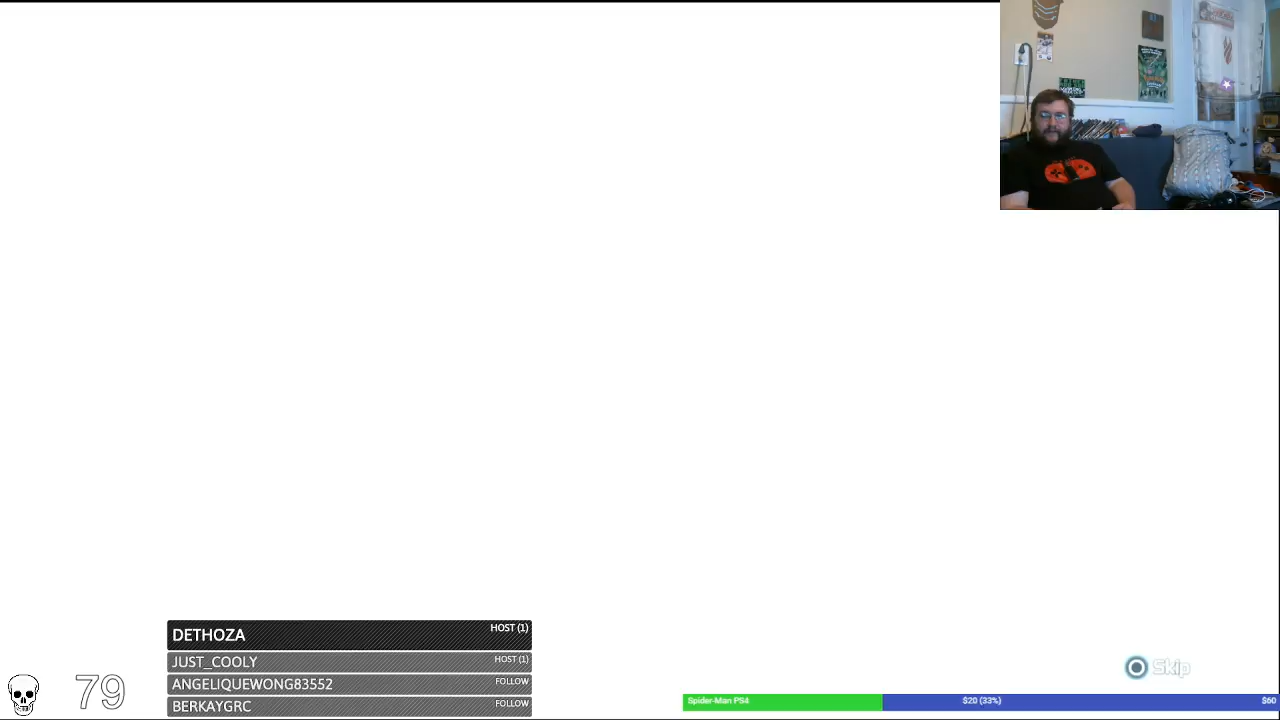 DETHOZA HOST (1)
JUST_COOLY HOST (1)
ANGELIQUEWONG83552 FOLLOW
BERKAYGRC FOLLOW
79
Skip
Spider-Man PS4 $20 (33%) $60